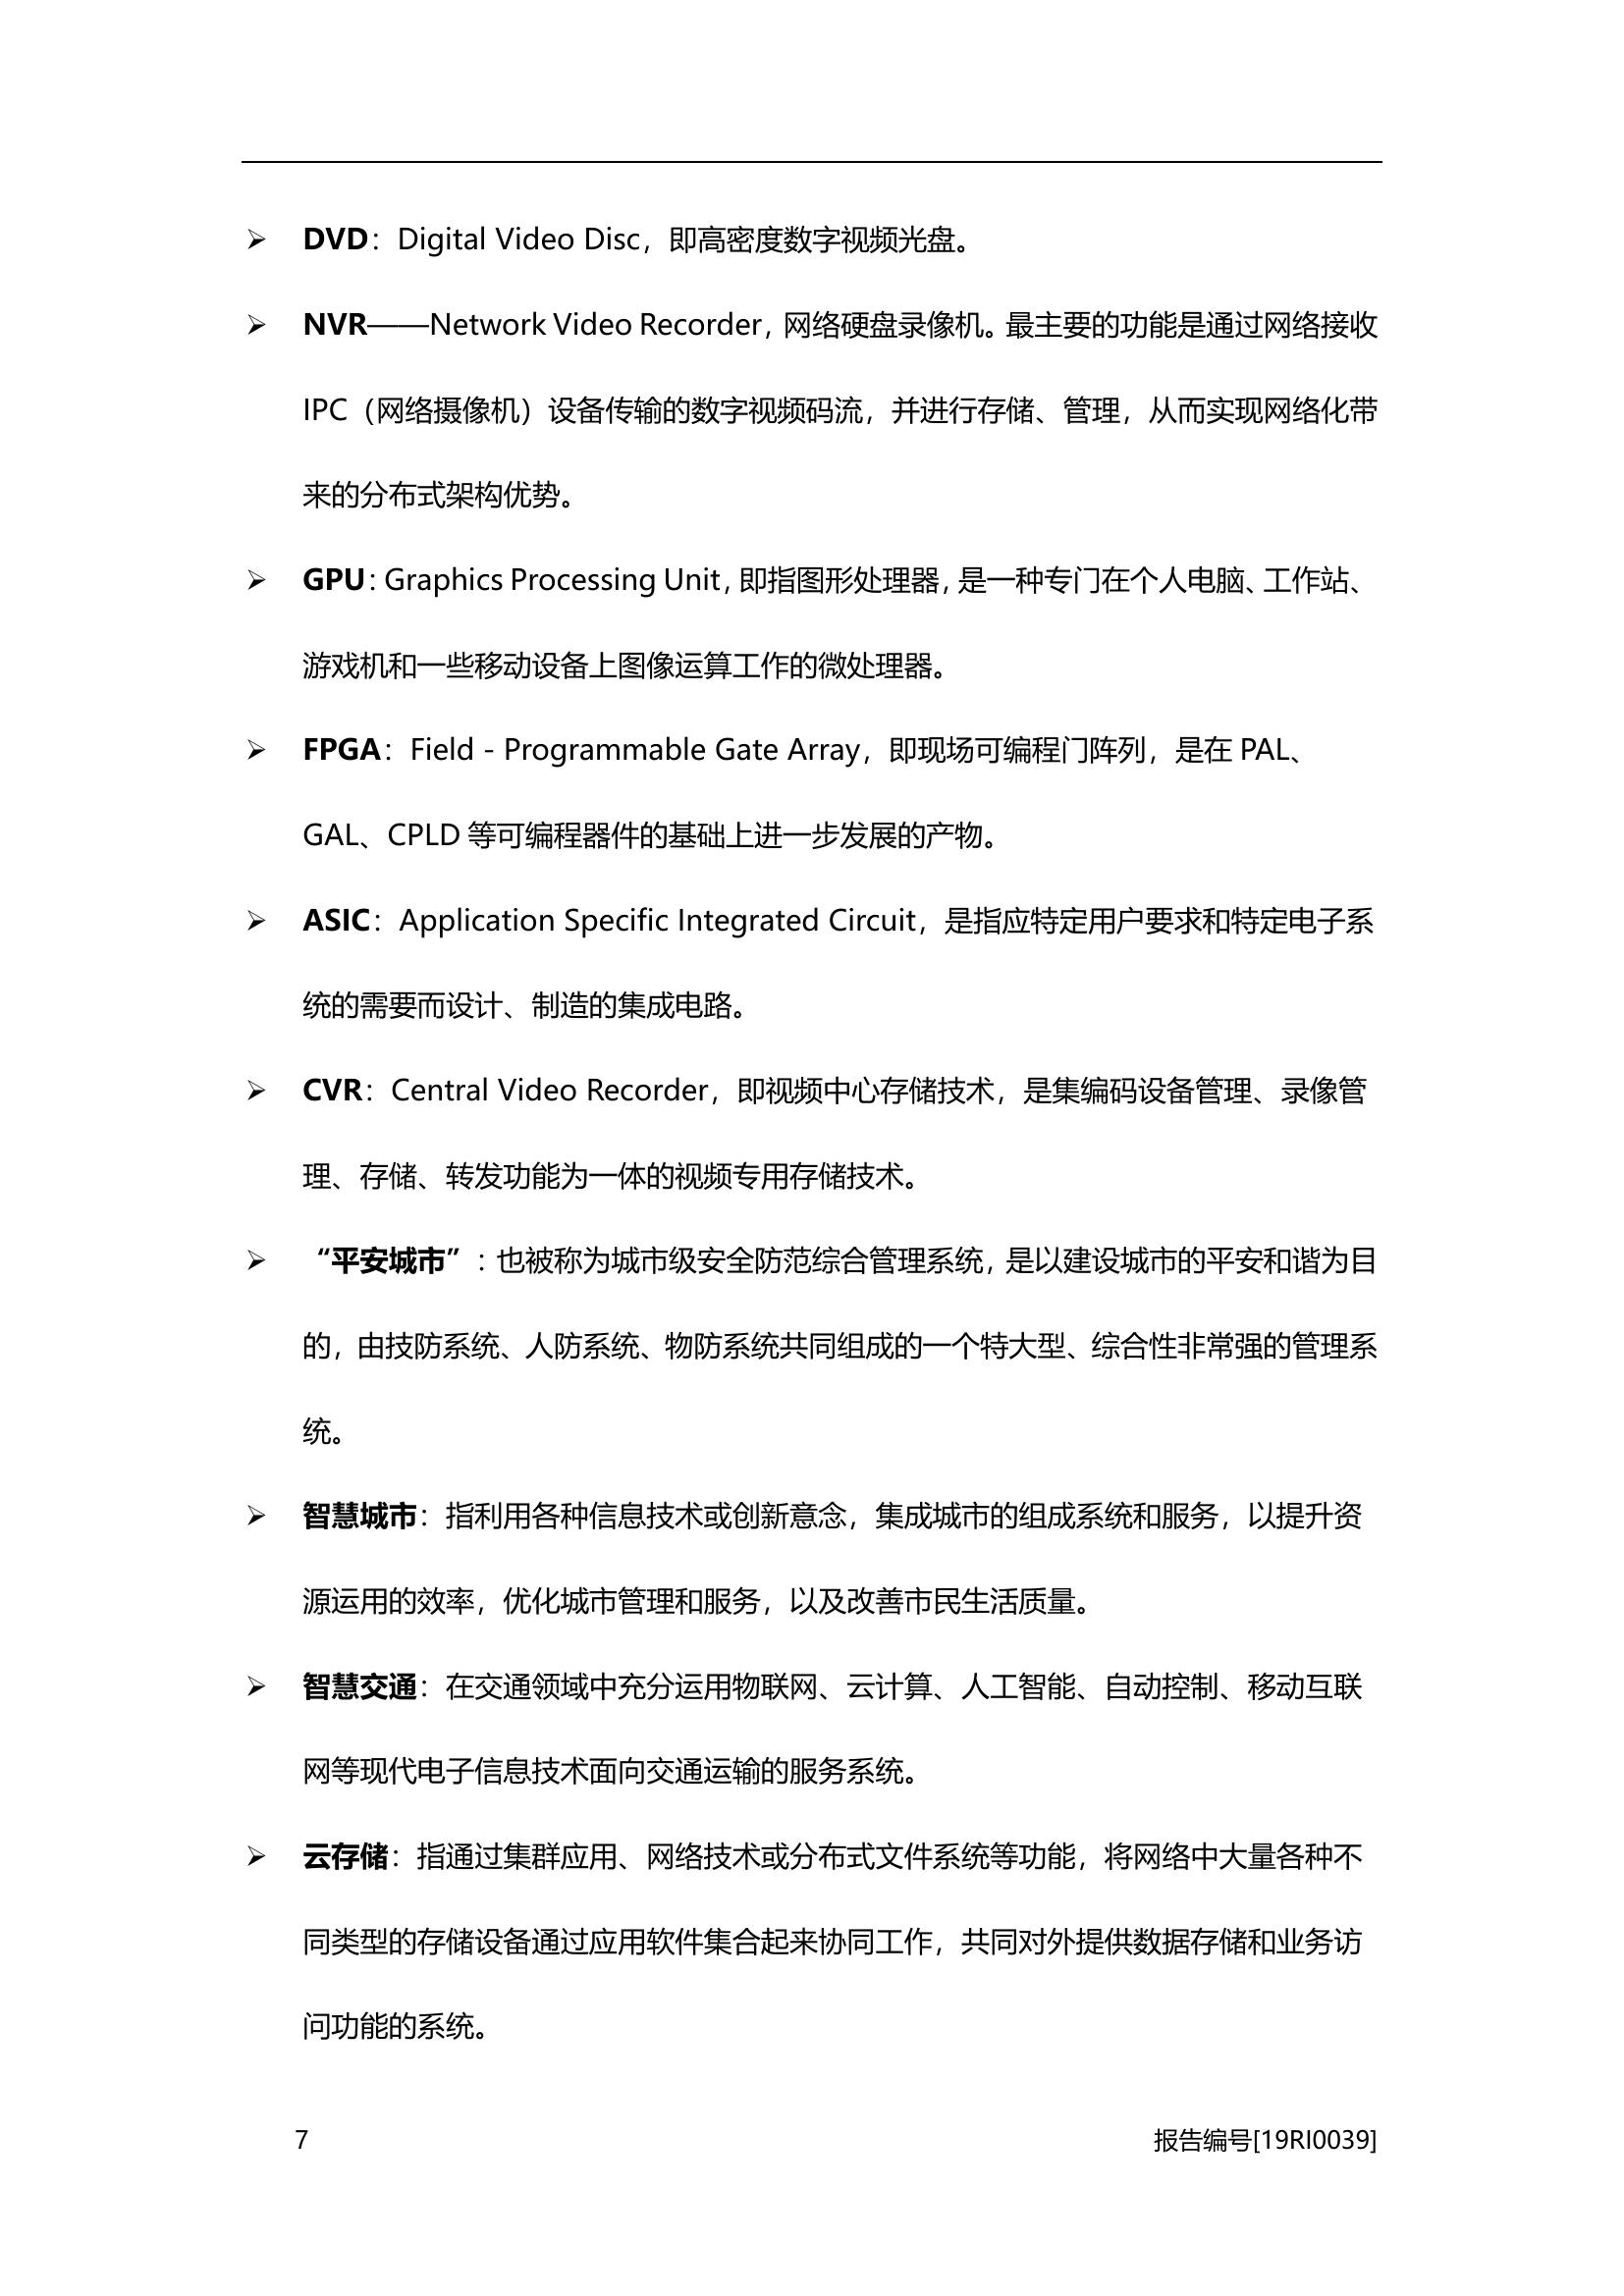 ➢ DVD：Digital Video Disc，即高密度数字视频光盘。
➢ NVR——Network Video Recorder，网络硬盘录像机。最主要的功能是通过网络接收
IPC（网络摄像机）设备传输的数字视频码流，并进行存储、管理，从而实现网络化带
来的分布式架构优势。
➢ GPU：Graphics Processing Unit，即指图形处理器，是一种专门在个人电脑、工作站、
游戏机和一些移动设备上图像运算工作的微处理器。
➢ FPGA：Field - Programmable Gate Array，即现场可编程门阵列，是在 PAL、
GAL、CPLD 等可编程器件的基础上进一步发展的产物。
➢ ASIC：Application Specific Integrated Circuit，是指应特定用户要求和特定电子系
统的需要而设计、制造的集成电路。
➢ CVR：Central Video Recorder，即视频中心存储技术，是集编码设备管理、录像管
理、存储、转发功能为一体的视频专用存储技术。
➢ “平安城市”：也被称为城市级安全防范综合管理系统，是以建设城市的平安和谐为目
的，由技防系统、人防系统、物防系统共同组成的一个特大型、综合性非常强的管理系
统。
➢ 智慧城市：指利用各种信息技术或创新意念，集成城市的组成系统和服务，以提升资
源运用的效率，优化城市管理和服务，以及改善市民生活质量。
➢ 智慧交通：在交通领域中充分运用物联网、云计算、人工智能、自动控制、移动互联
网等现代电子信息技术面向交通运输的服务系统。
➢ 云存储：指通过集群应用、网络技术或分布式文件系统等功能，将网络中大量各种不
同类型的存储设备通过应用软件集合起来协同工作，共同对外提供数据存储和业务访
问功能的系统。
7 报告编号[19RI0039]